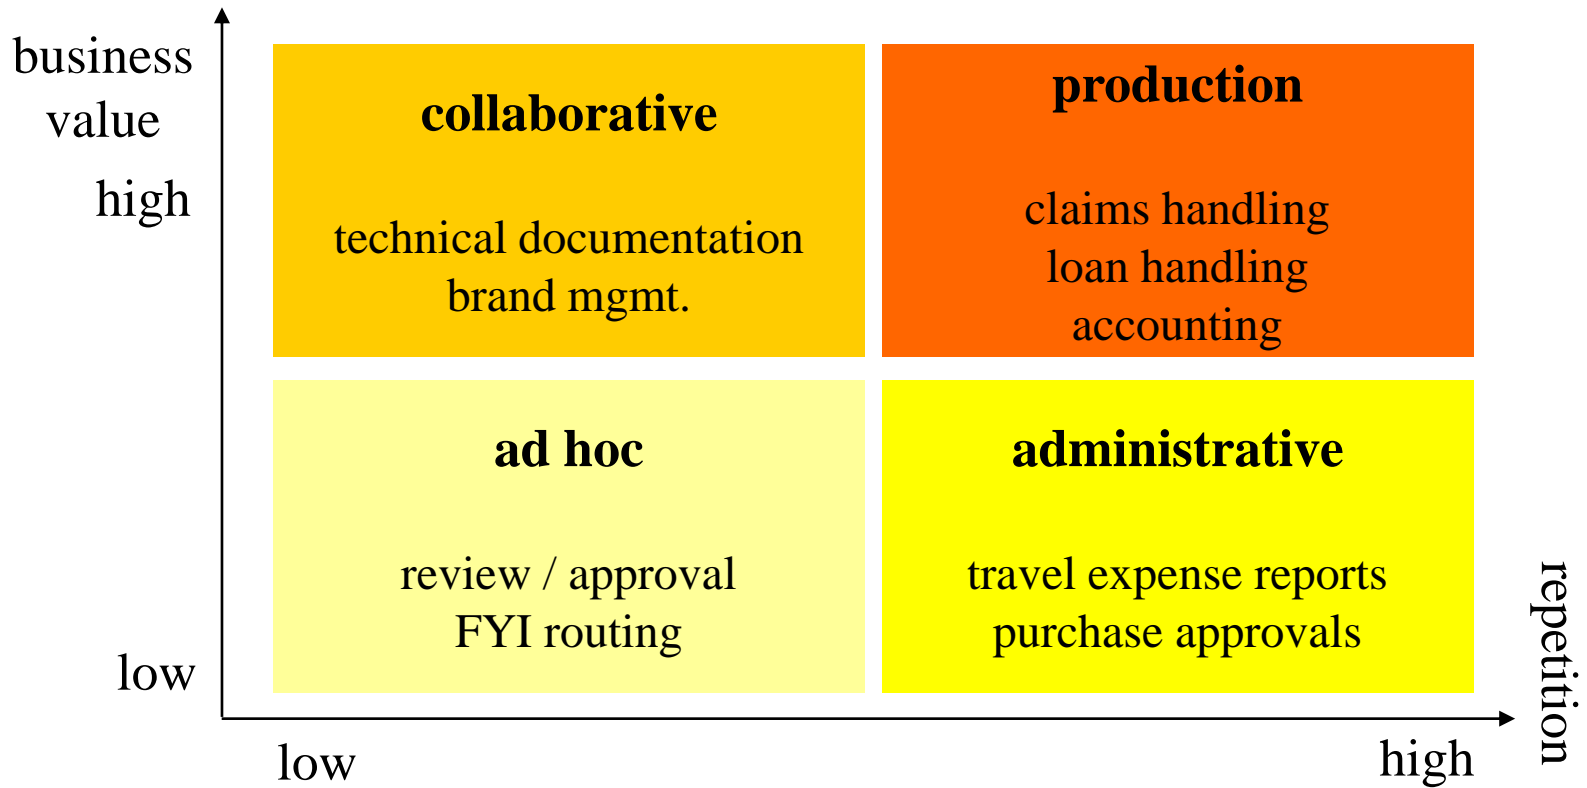 business
value
high
low
collaborative
technical documentation
brand mgmt.
production
claims handling
loan handling
accounting
ad hoc
review / approval
FYI routing
administrative
travel expense reports
purchase approvals
low
high
repetition